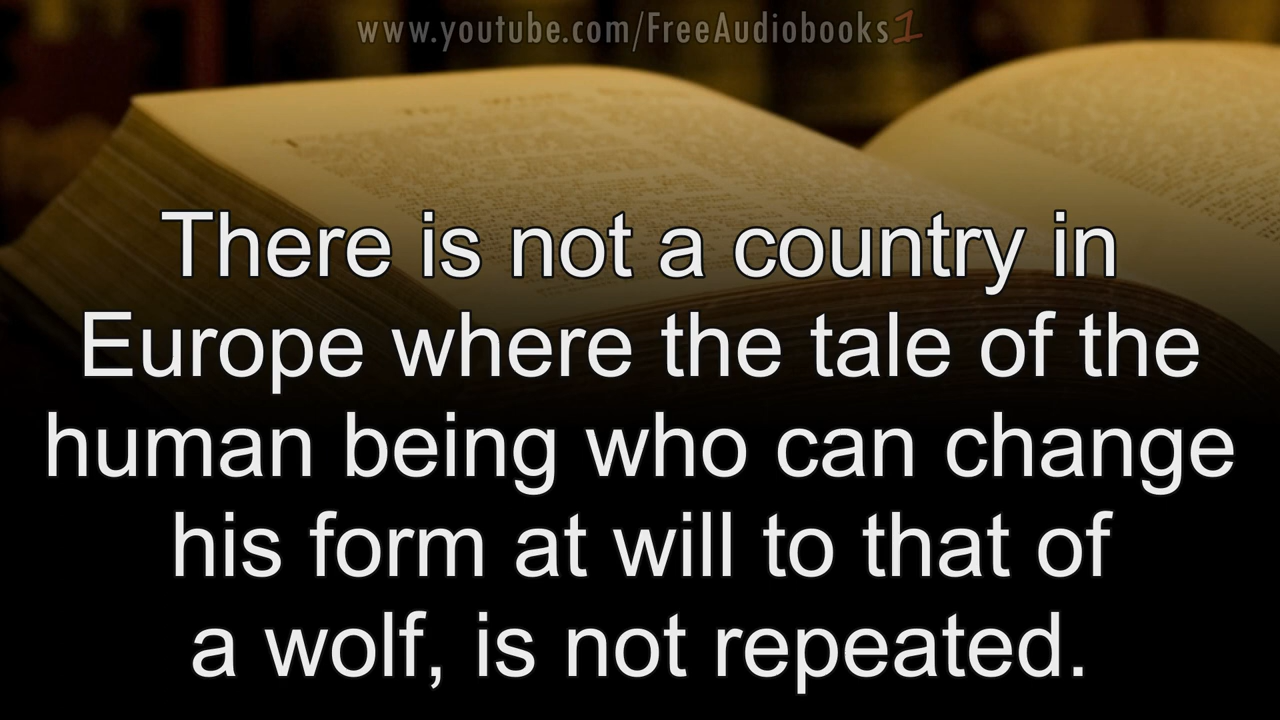 www.youtube.com/FreeAudiobooks1
There is not a country in
Europe where the tale of the
human being who can change
his form at will to that of
a wolf, is not repeated.